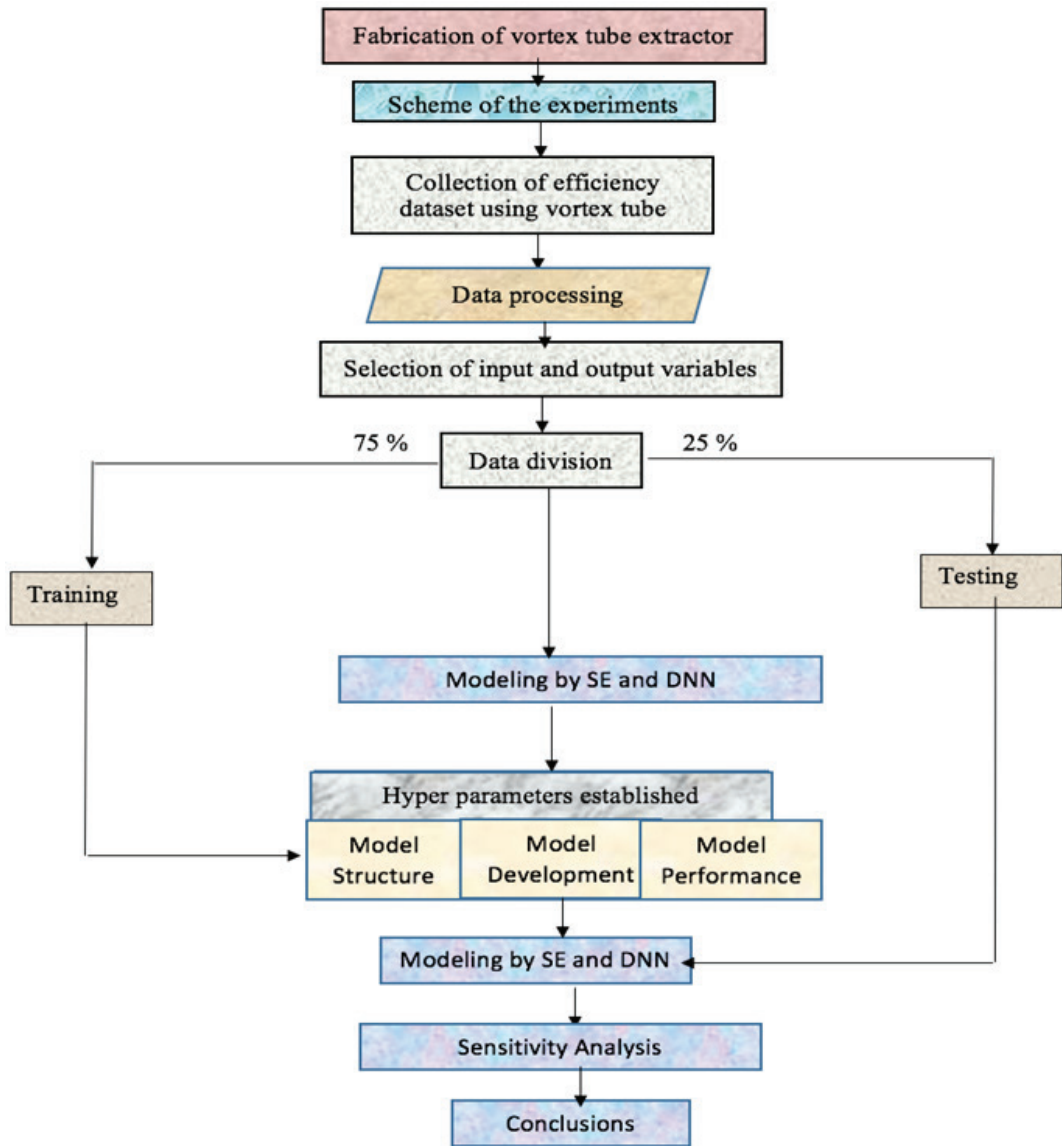 Fabrication of vortex tube extractor
Scheme of the experiments
Collection of efficiency
dataset using vortex tube
Data processing
Selection of input and output variables
75 %
Data division
25 %
Training
Testing
Modeling by SE and DNN
Hyper parameters established
Model
Structure
Model
Development
Model
Performance
Modeling by SE and DNN
Sensitivity Analysis
Conclusions